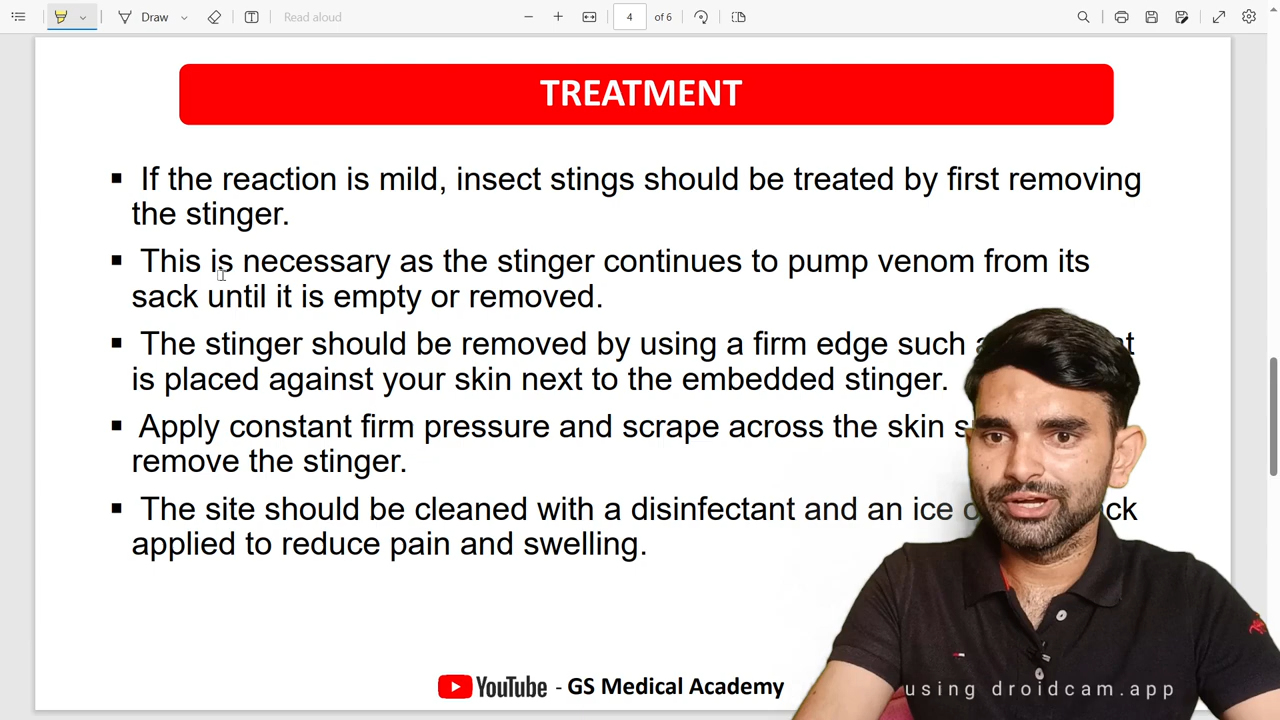 Draw
Read aloud
4 of 6
TREATMENT
▪ If the reaction is mild, insect stings should be treated by first removing
the stinger.
▪ This is necessary as the stinger continues to pump venom from its
sack until it is empty or removed.
▪ The stinger should be removed by using a firm edge such
is placed against your skin next to the embedded stinger.
▪ Apply constant firm pressure and scrape across the skin
remove the stinger.
▪ The site should be cleaned with a disinfectant and an ice
applied to reduce pain and swelling.
YouTube - GS Medical Academy
using droidcam.app